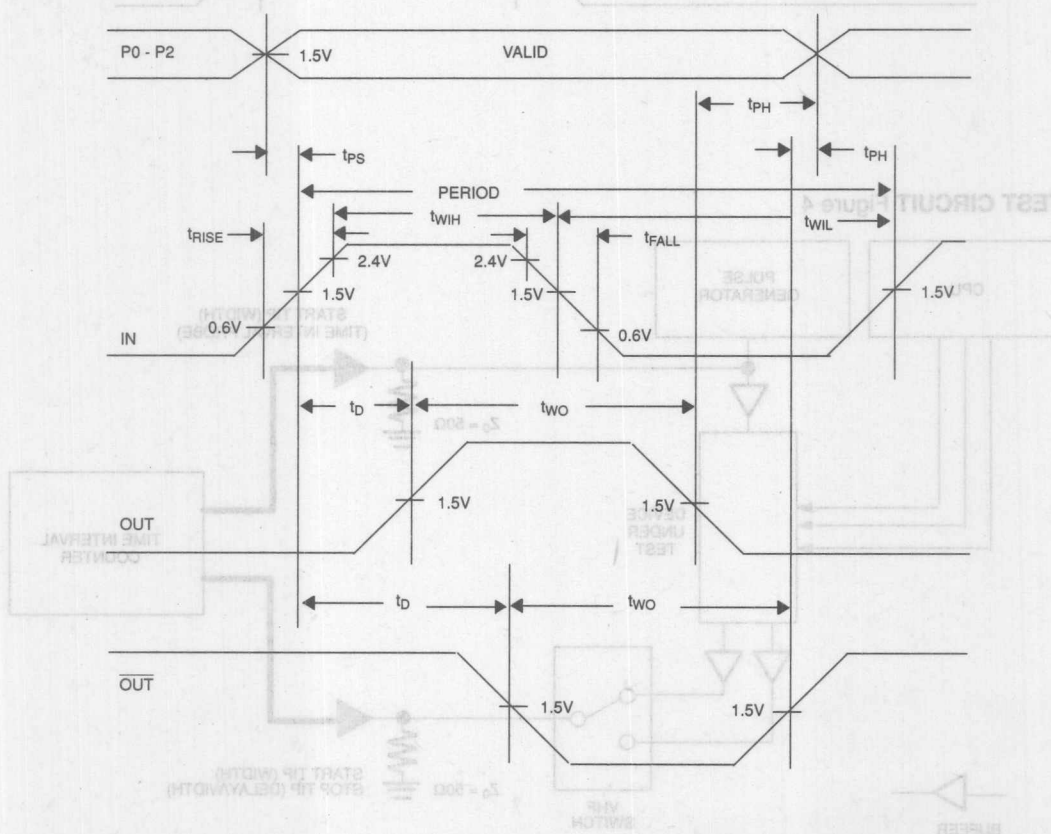 P0 - P2
1.5V
VALID
tPH
tPS
tPH
PERIOD
tWIH
tRISE
tFALL
tWIL
2.4V
2.4V
1.5V
1.5V
1.5V
0.6V
0.6V
IN
tD
tWO
1.5V
1.5V
OUT
tD
tWO
OUT
1.5V
1.5V
TEST CIRCUIT Figure 4
PULSE
GENERATOR
START TIP (WIDTH)
(TIME INTERVAL PROBE)
Z0 = 50Ω
TIME INTERVAL
COUNTER
DEVICE
UNDER
TEST
START TIP (WIDTH)
STOP TIP (DELAY/WIDTH)
Z0 = 50Ω
VHF
SWITCH
BUFFER